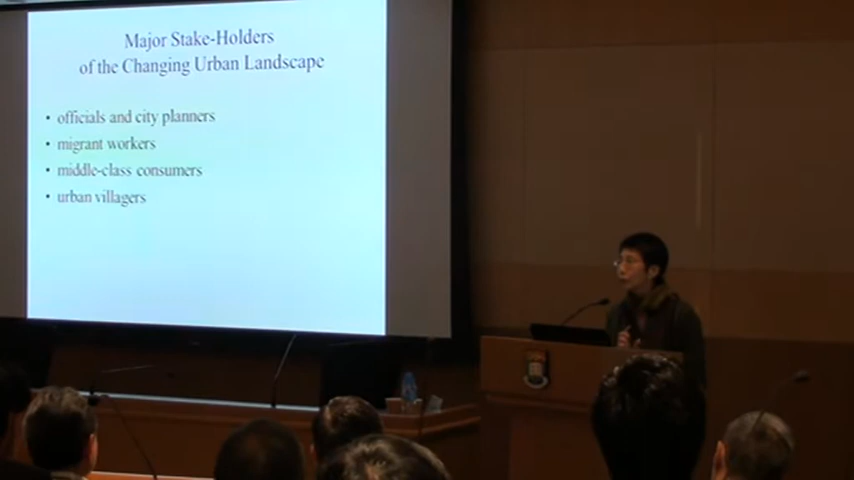 Major Stake-Holders
of the Changing Urban Landscape
• officials and city planners
• migrant workers
• middle-class consumers
• urban villagers